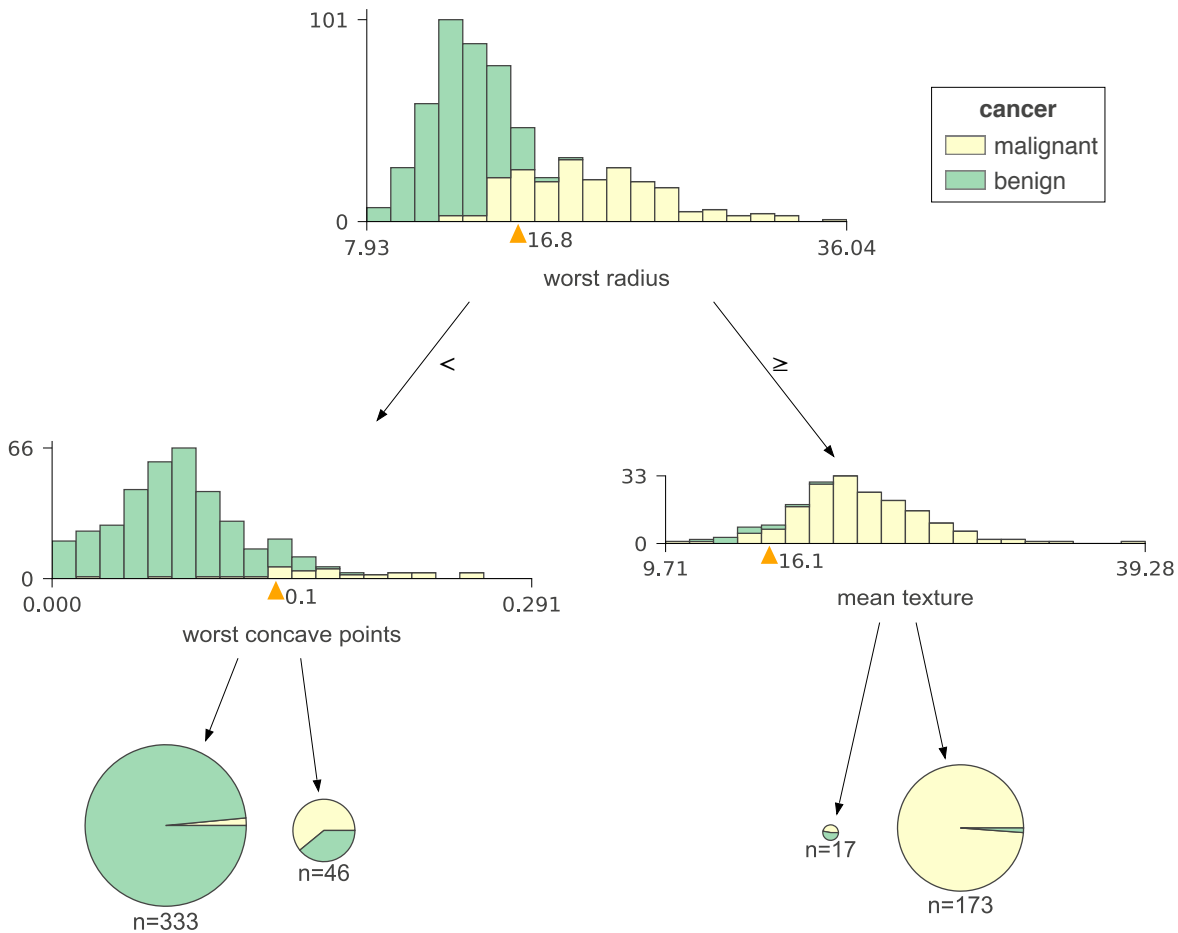 101
0
7.93
16.8
36.04
worst radius
cancer
malignant
benign
<
≥
66
0
0.000
0.1
0.291
worst concave points
33
0
9.71
16.1
39.28
mean texture
n=333
n=46
n=17
n=173